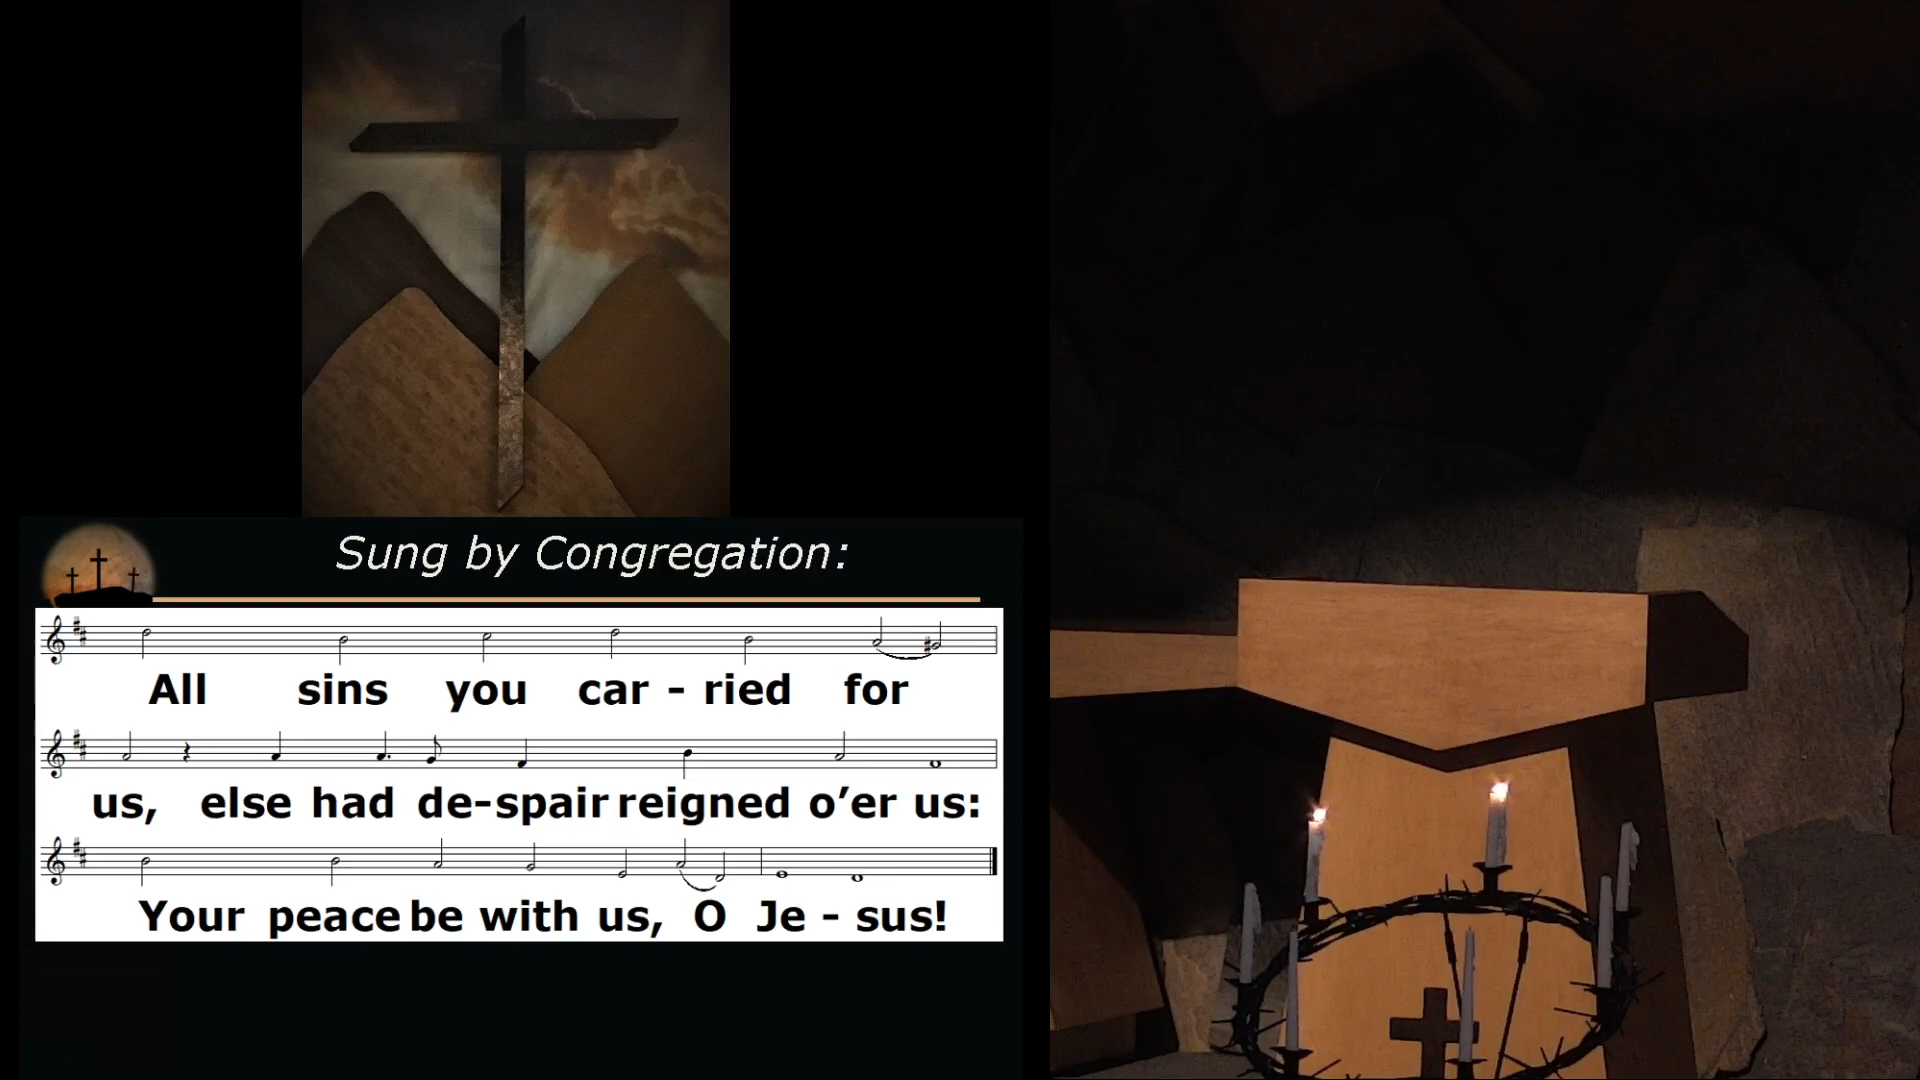 Sung by Congregation:
All sins you car - ried for
us, else had de-spair reigned o’er us:
Your peace be with us, O Je - sus!